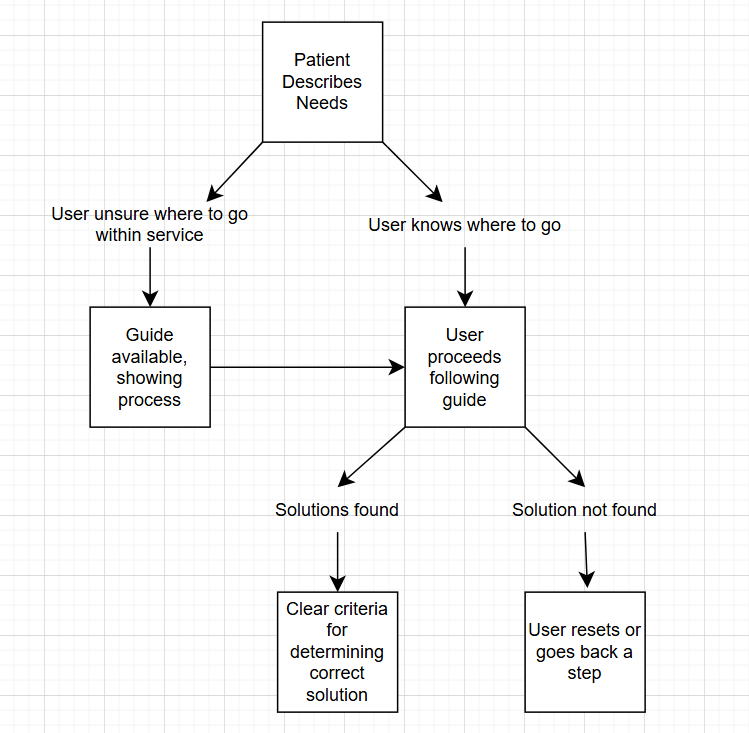 Patient
Describes
Needs
User unsure where to go
within service
User knows where to go
Guide
available,
showing
process
User
proceeds
following
guide
Solutions found
Solution not found
Clear criteria
for
determining
correct
solution
User resets or
goes back a
step